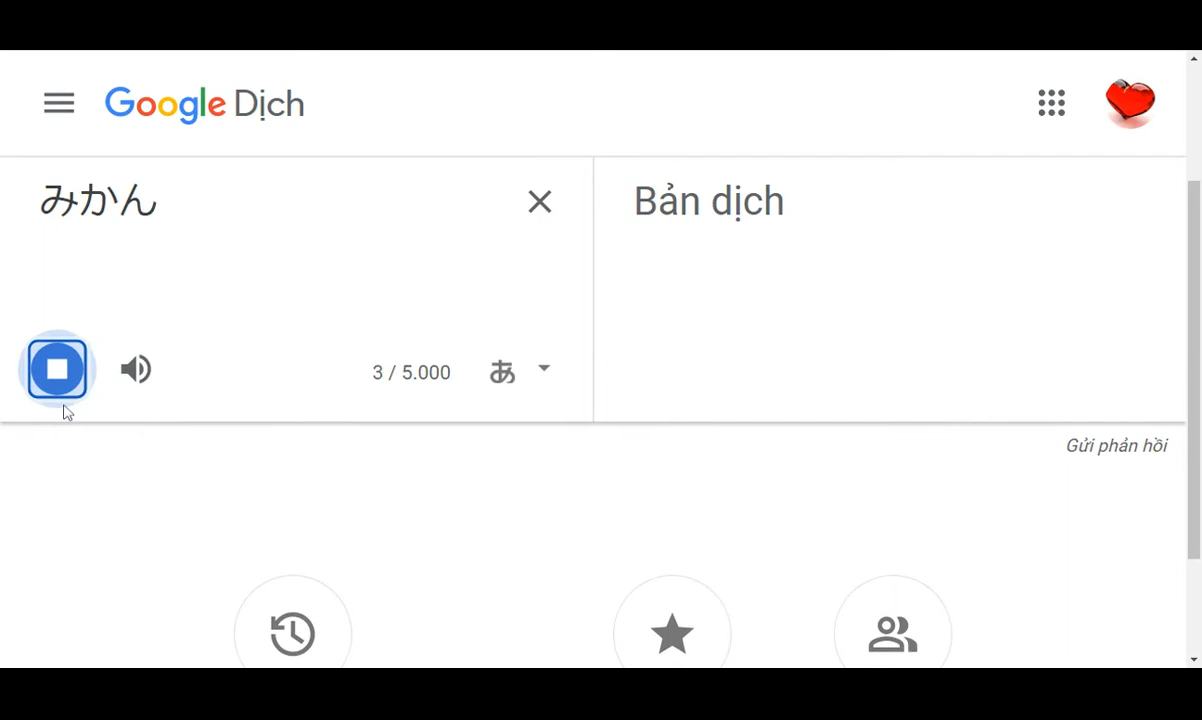 Google Dịch
みかん
Bản dịch
3 / 5.000
あ
Gửi phản hồi